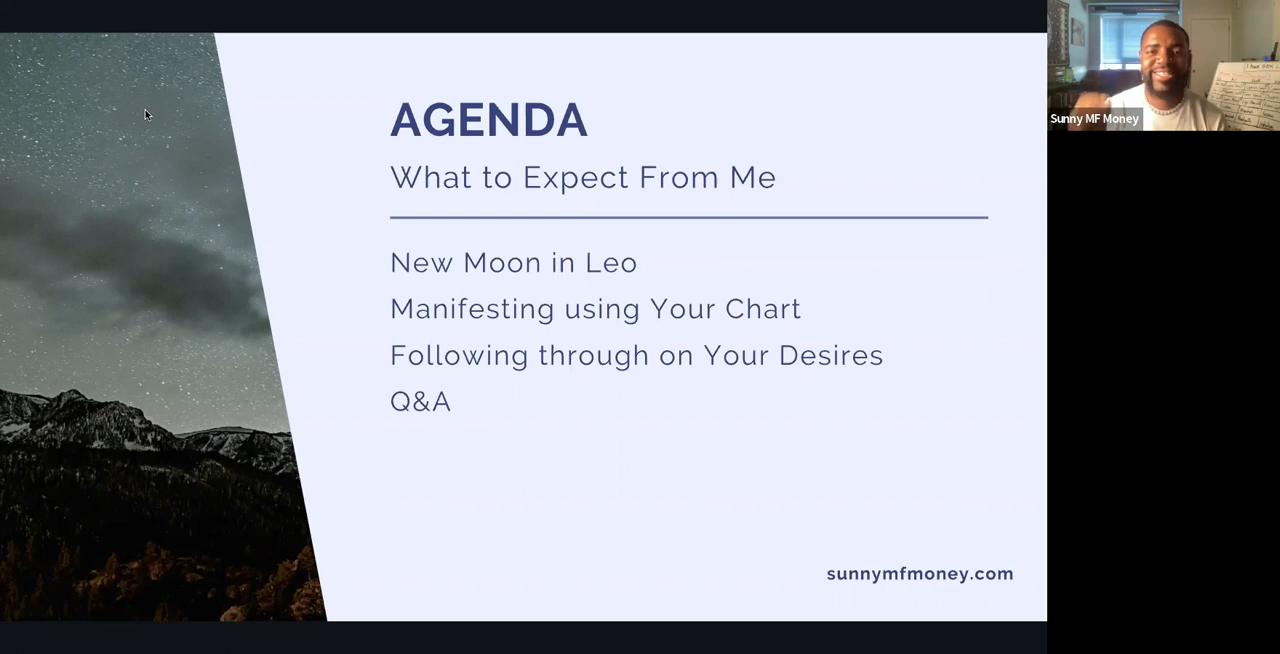 AGENDA
What to Expect From Me
New Moon in Leo
Manifesting using Your Chart
Following through on Your Desires
Q&A
sunnymfmoney.com
Sunny MF Money